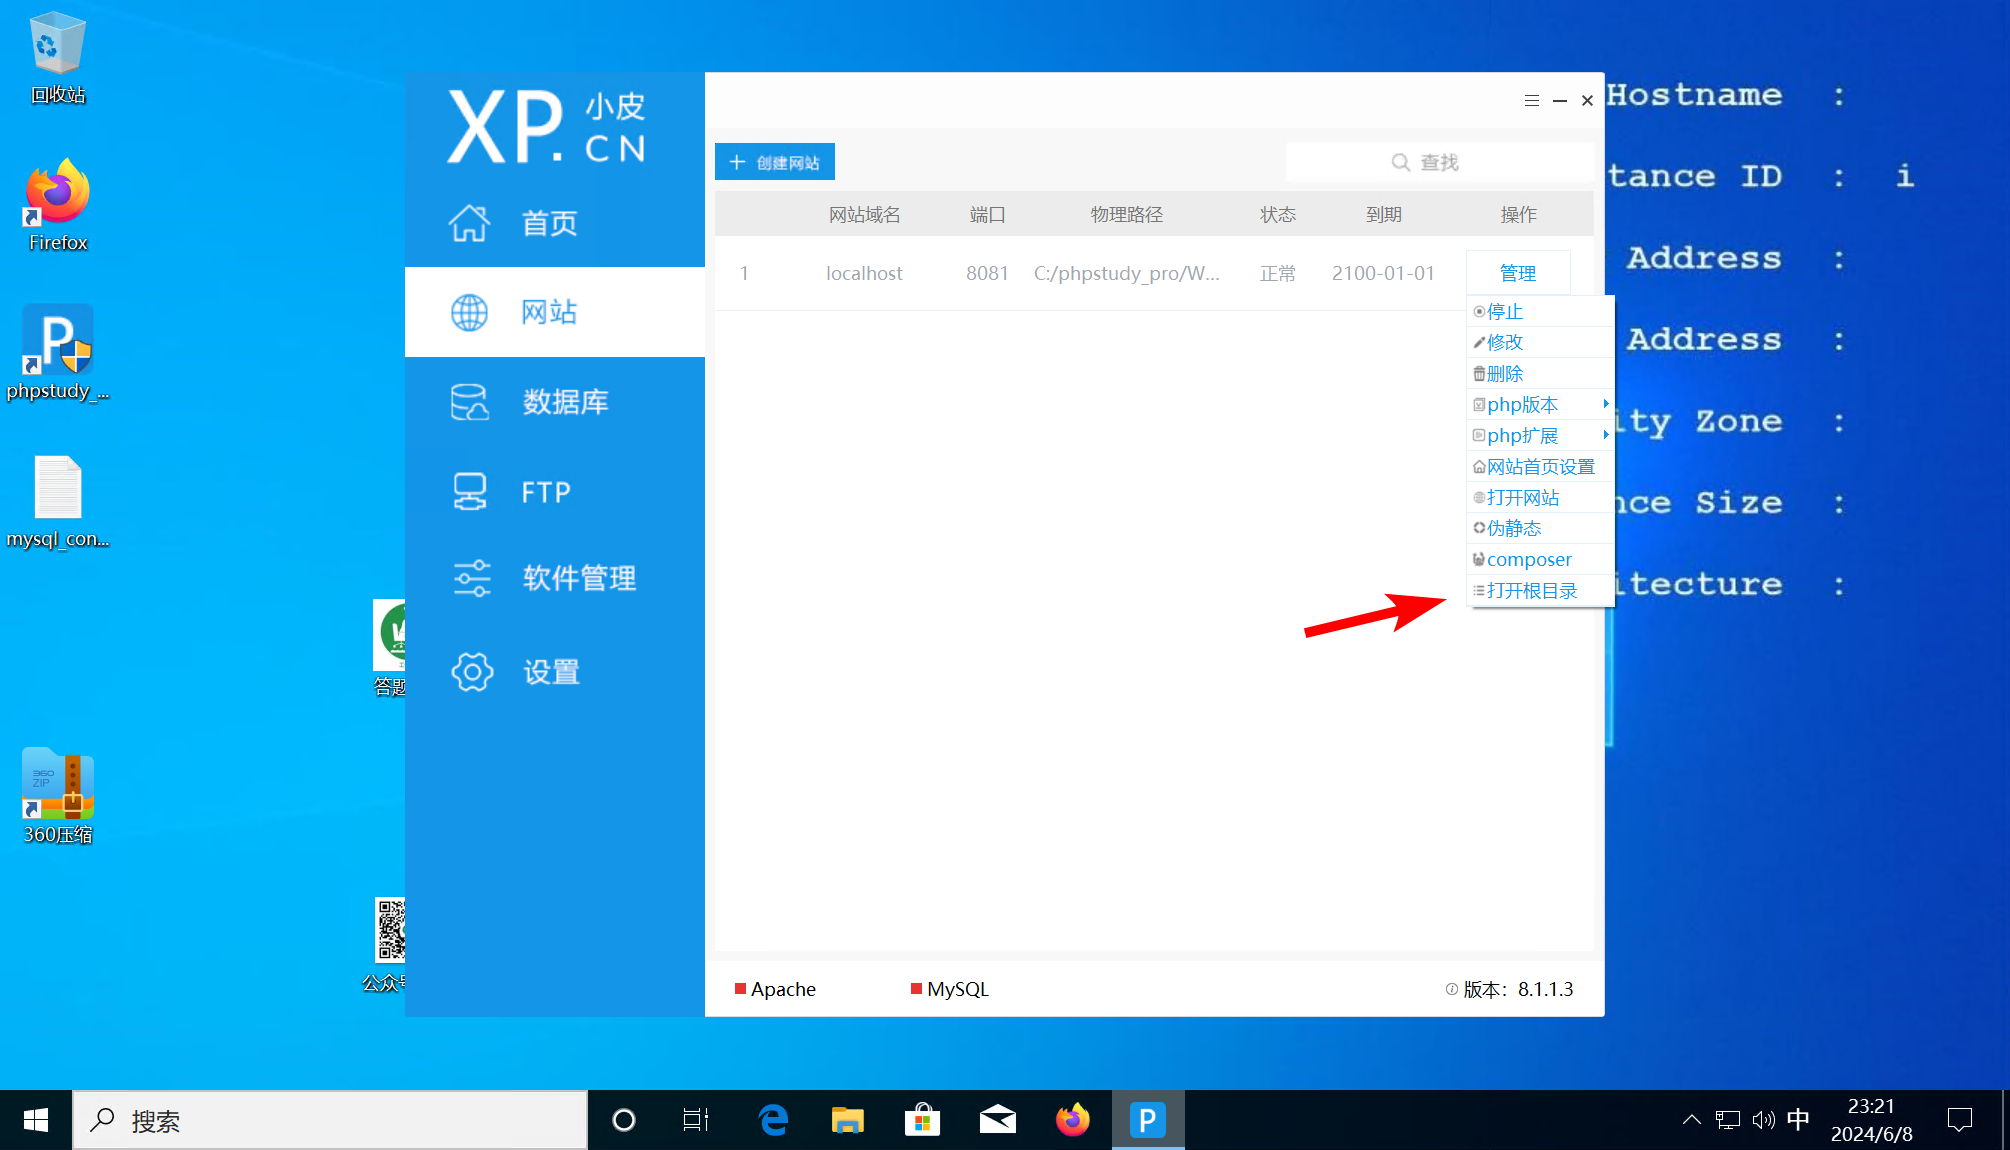 回收站
Firefox
phpstudy_...
mysql_con...
360 ZIP
360压缩
答题
公众号
XP.小皮CN
首页
网站
数据库
FTP
软件管理
设置
创建网站
查找
网站域名 端口 物理路径 状态 到期 操作
1 localhost 8081 C:/phpstudy_pro/W... 正常 2100-01-01 管理
停止
修改
删除
php版本
php扩展
网站首页设置
打开网站
伪静态
composer
打开根目录
Apache MySQL 版本：8.1.1.3
Hostname :
tance ID : i
Address :
Address :
ity Zone :
nce Size :
itecture :
搜索
中
23:21
2024/6/8